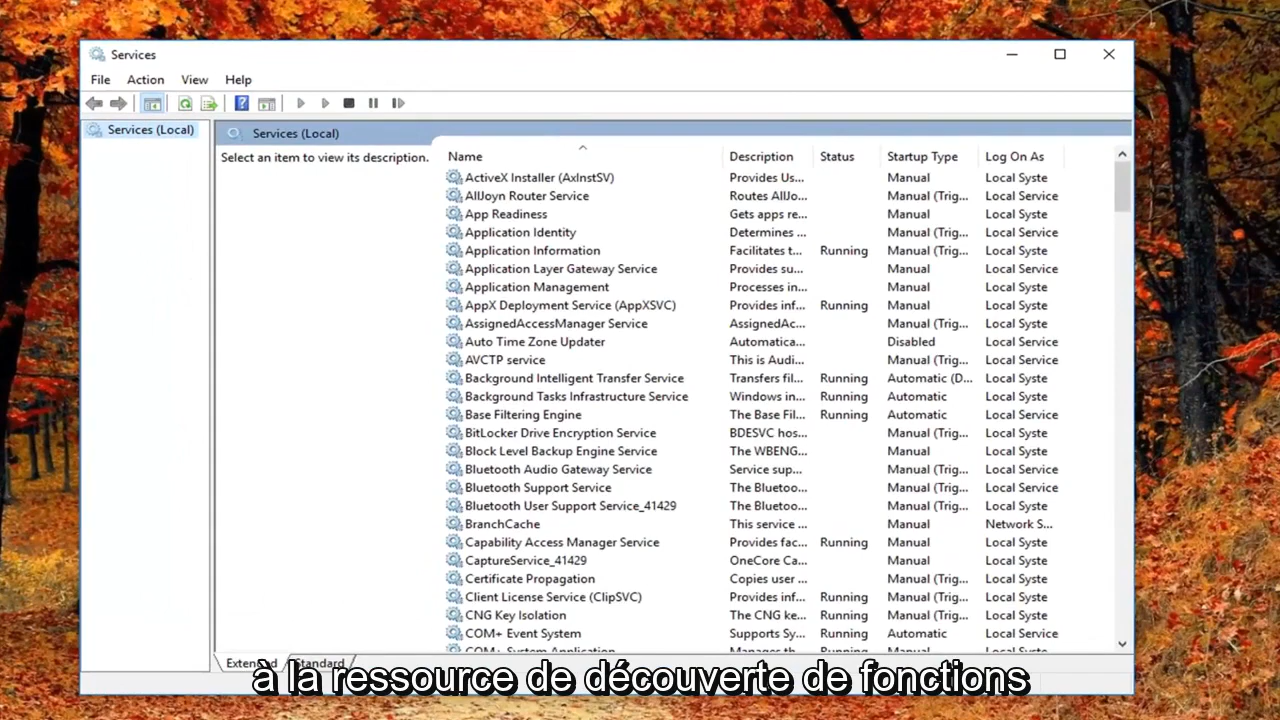 Services
File Action View Help
Services (Local)
Services (Local)
Select an item to view its description.
Name Description Status Startup Type Log On As
ActiveX Installer (AxInstSV) Provides Us... Manual Local Syste
AllJoyn Router Service Routes AllJo... Manual (Trig... Local Service
App Readiness Gets apps re... Manual Local Syste
Application Identity Determines ... Manual (Trig... Local Service
Application Information Facilitates t... Running Manual (Trig... Local Syste
Application Layer Gateway Service Provides su... Manual Local Service
Application Management Processes in... Manual Local Syste
AppX Deployment Service (AppXSVC) Provides inf... Running Manual Local Syste
AssignedAccessManager Service AssignedAc... Manual (Trig... Local Syste
Auto Time Zone Updater Automatica... Disabled Local Service
AVCTP service This is Audi... Manual (Trig... Local Service
Background Intelligent Transfer Service Transfers fil... Running Automatic (D... Local Syste
Background Tasks Infrastructure Service Windows in... Running Automatic Local Syste
Base Filtering Engine The Base Fil... Running Automatic Local Service
BitLocker Drive Encryption Service BDESVC hos... Manual (Trig... Local Syste
Block Level Backup Engine Service The WBENG... Manual Local Syste
Bluetooth Audio Gateway Service Service sup... Manual (Trig... Local Service
Bluetooth Support Service The Bluetoo... Manual (Trig... Local Service
Bluetooth User Support Service_41429 The Bluetoo... Manual (Trig... Local Syste
BranchCache This service ... Manual Network S...
Capability Access Manager Service Provides fac... Running Manual Local Syste
CaptureService_41429 OneCore Ca... Manual Local Syste
Certificate Propagation Copies user ... Manual (Trig... Local Syste
Client License Service (ClipSVC) Provides inf... Running Manual (Trig... Local Syste
CNG Key Isolation The CNG ke... Running Manual (Trig... Local Syste
COM+ Event System Supports Sy... Running Automatic Local Service
COM+ System Application Manages th... Manual Local Syste
Extended Standard
à la ressource de découverte de fonctions